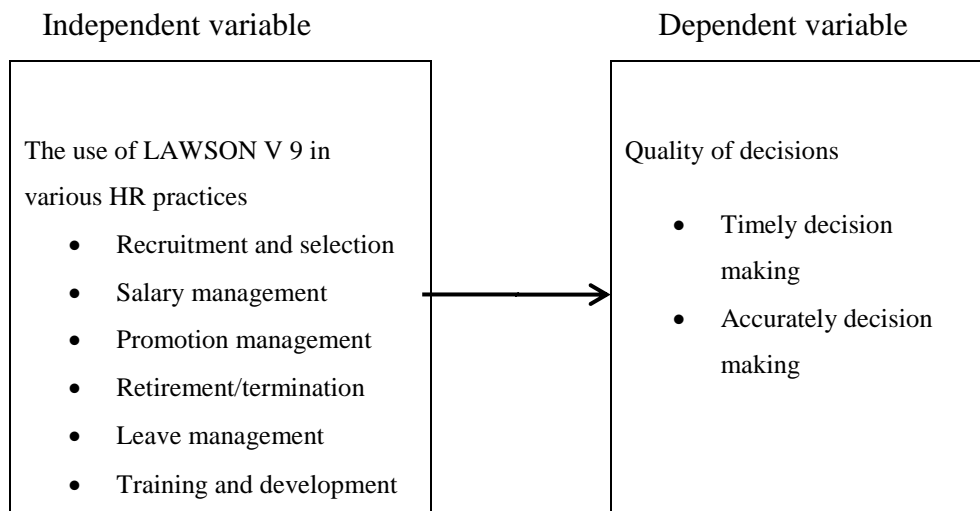 Independent variable
The use of LAWSON V 9 in
various HR practices
• Recruitment and selection
• Salary management
• Promotion management
• Retirement/termination
• Leave management
• Training and development
Dependent variable
Quality of decisions
• Timely decision
making
• Accurately decision
making